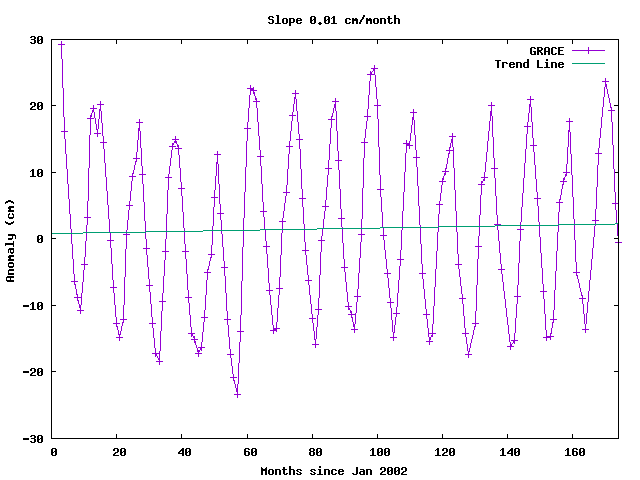 Slope 0.01 cm/month
GRACE
Trend Line
30
20
10
0
-10
-20
-30
Anomaly (cm)
0 20 40 60 80 100 120 140 160
Months since Jan 2002